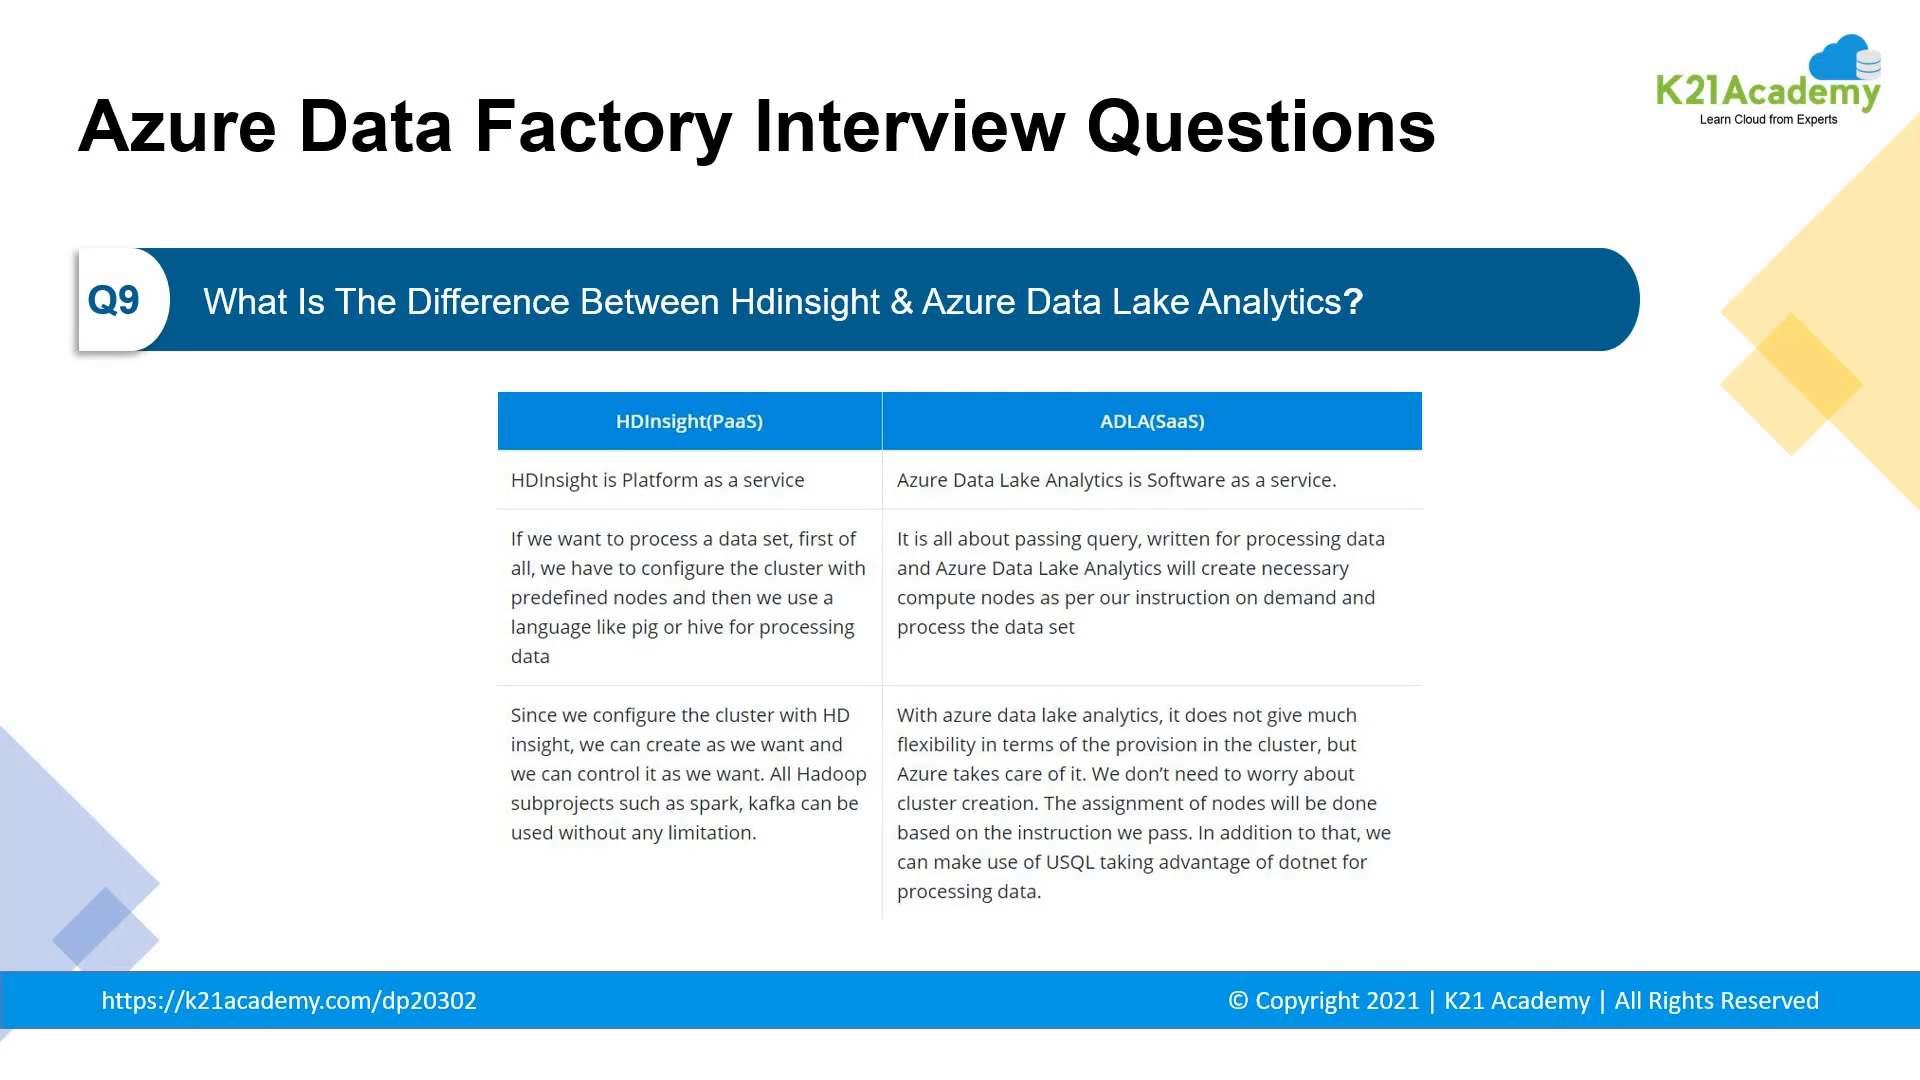 K21Academy
Learn Cloud from Experts
Azure Data Factory Interview Questions
Q9
What Is The Difference Between Hdinsight & Azure Data Lake Analytics?
HDInsight(PaaS)
ADLA(SaaS)
HDInsight is Platform as a service
Azure Data Lake Analytics is Software as a service.
If we want to process a data set, first of
all, we have to configure the cluster with
predefined nodes and then we use a
language like pig or hive for processing
data
It is all about passing query, written for processing data
and Azure Data Lake Analytics will create necessary
compute nodes as per our instruction on demand and
process the data set
Since we configure the cluster with HD
insight, we can create as we want and
we can control it as we want. All Hadoop
subprojects such as spark, kafka can be
used without any limitation.
With azure data lake analytics, it does not give much
flexibility in terms of the provision in the cluster, but
Azure takes care of it. We don’t need to worry about
cluster creation. The assignment of nodes will be done
based on the instruction we pass. In addition to that, we
can make use of USQL taking advantage of dotnet for
processing data.
https://k21academy.com/dp20302
© Copyright 2021 | K21 Academy | All Rights Reserved